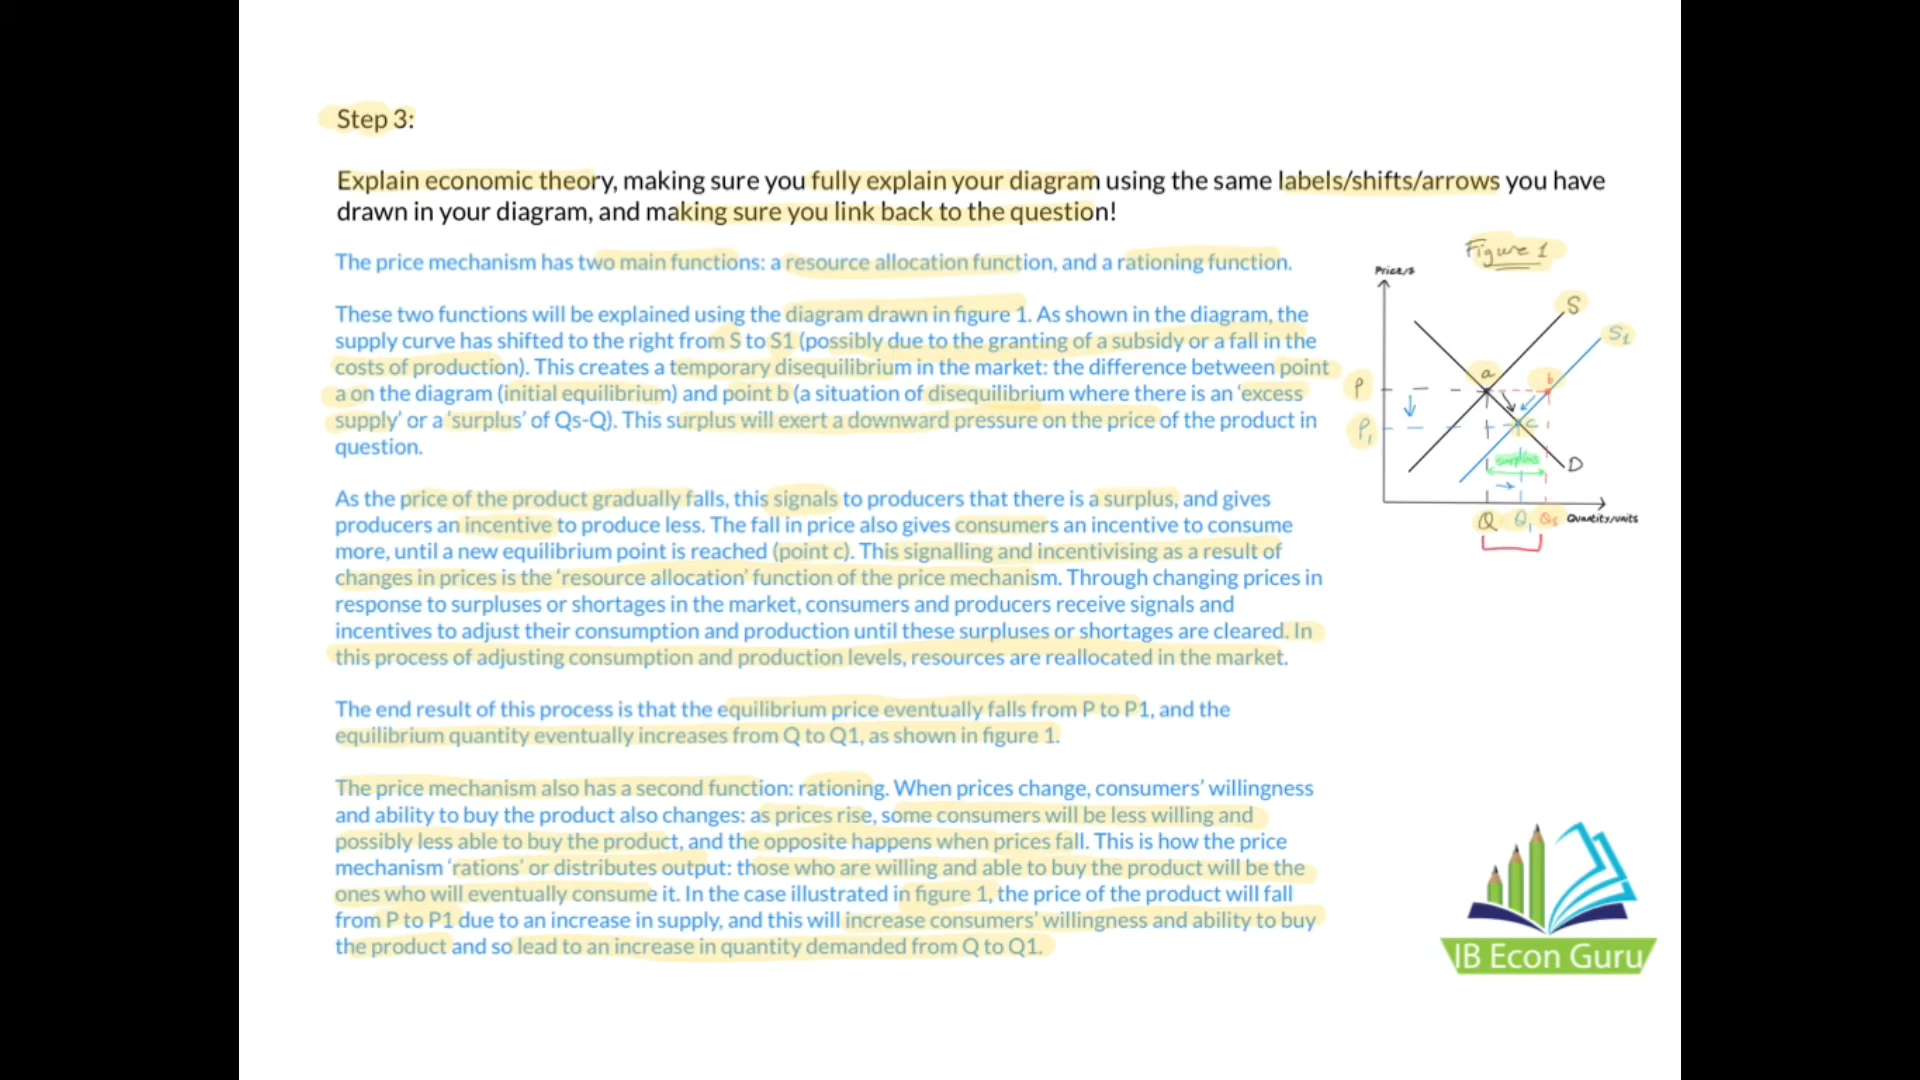 Step 3:
Explain economic theory, making sure you fully explain your diagram using the same labels/shifts/arrows you have
drawn in your diagram, and making sure you link back to the question!
The price mechanism has two main functions: a resource allocation function, and a rationing function.
These two functions will be explained using the diagram drawn in figure 1. As shown in the diagram, the
supply curve has shifted to the right from S to S1 (possibly due to the granting of a subsidy or a fall in the
costs of production). This creates a temporary disequilibrium in the market: the difference between point
a on the diagram (initial equilibrium) and point b (a situation of disequilibrium where there is an ‘excess
supply’ or a ‘surplus’ of Qs-Q). This surplus will exert a downward pressure on the price of the product in
question.
As the price of the product gradually falls, this signals to producers that there is a surplus, and gives
producers an incentive to produce less. The fall in price also gives consumers an incentive to consume
more, until a new equilibrium point is reached (point c). This signalling and incentivising as a result of
changes in prices is the ‘resource allocation’ function of the price mechanism. Through changing prices in
response to surpluses or shortages in the market, consumers and producers receive signals and
incentives to adjust their consumption and production until these surpluses or shortages are cleared. In
this process of adjusting consumption and production levels, resources are reallocated in the market.
The end result of this process is that the equilibrium price eventually falls from P to P1, and the
equilibrium quantity eventually increases from Q to Q1, as shown in figure 1.
The price mechanism also has a second function: rationing. When prices change, consumers’ willingness
and ability to buy the product also changes: as prices rise, some consumers will be less willing and
possibly less able to buy the product, and the opposite happens when prices fall. This is how the price
mechanism ‘rations’ or distributes output: those who are willing and able to buy the product will be the
ones who will eventually consume it. In the case illustrated in figure 1, the price of the product will fall
from P to P1 due to an increase in supply, and this will increase consumers’ willingness and ability to buy
the product and so lead to an increase in quantity demanded from Q to Q1.
Figure 1
Price/$
S
S1
a
b
P
P1
c
surplus
D
Q Q1 Qs Quantity/units
IB Econ Guru